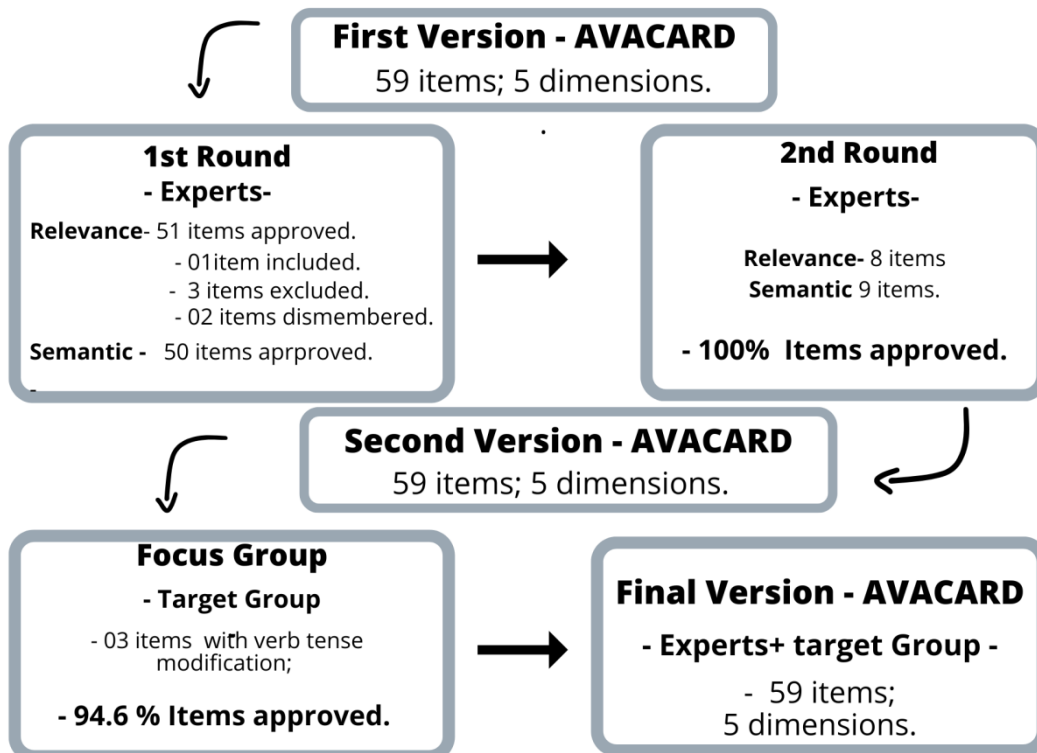 First Version - AVACARD
59 items; 5 dimensions.
1st Round
- Experts-
Relevance- 51 items approved.
- 01item included.
- 3 items excluded.
- 02 items dismembered.
Semantic - 50 items aprproved.
-
2nd Round
- Experts-
Relevance- 8 items
Semantic 9 items.
- 100% Items approved.
Second Version - AVACARD
59 items; 5 dimensions.
Focus Group
- Target Group
- 03 items with verb tense
modification;
- 94.6 % Items approved.
Final Version - AVACARD
- Experts+ target Group -
- 59 items;
5 dimensions.